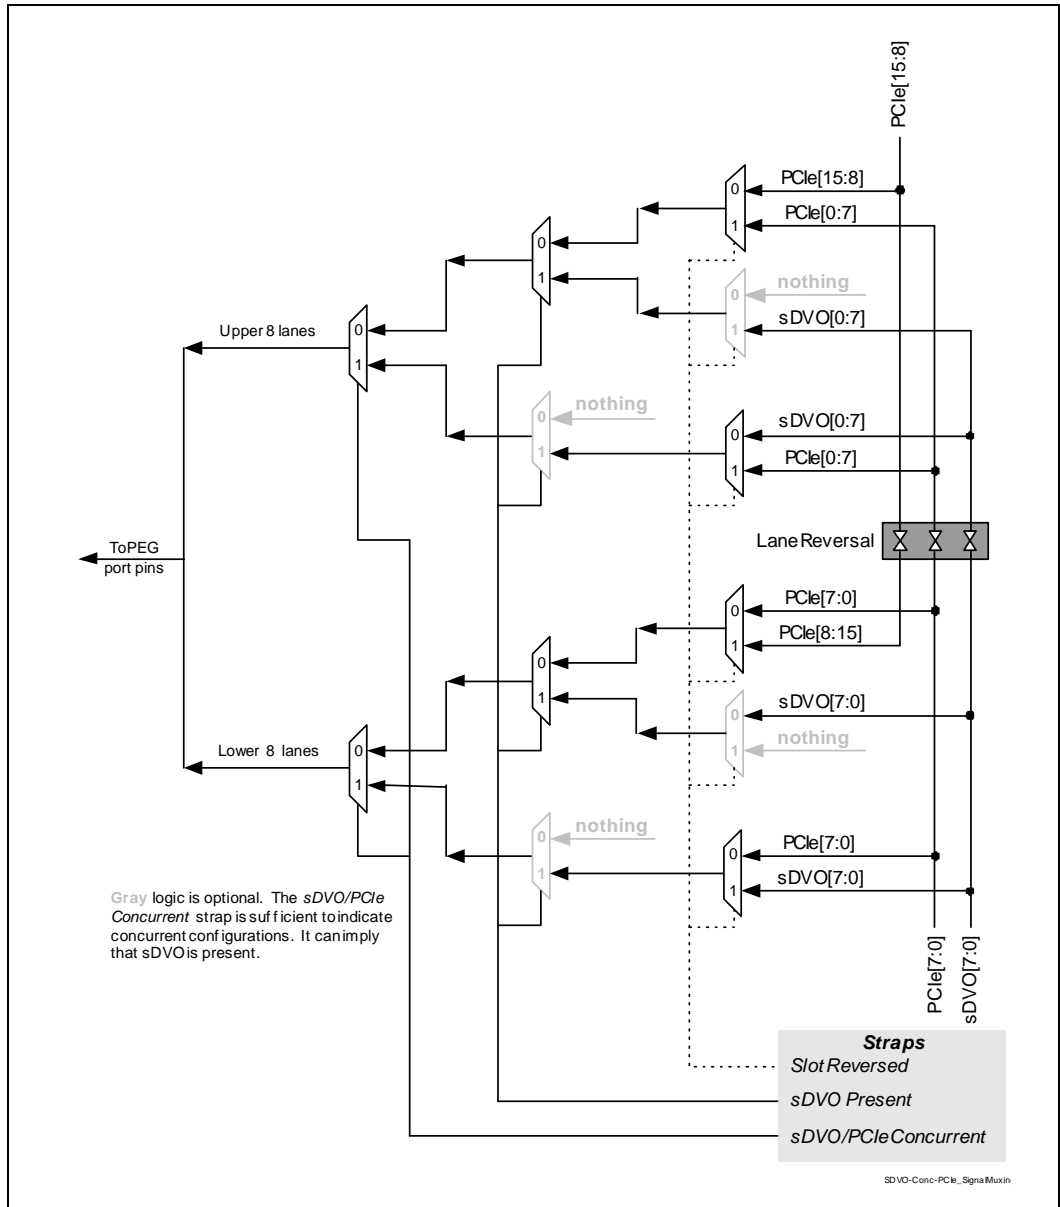 PCIe[15:8]
PCIe[15:8]
0
PCIe[0:7]
1
0
1
nothing
0
sDVO[0:7]
1
Upper 8 lanes
0
1
nothing
0
1
sDVO[0:7]
0
PCIe[0:7]
1
Lane Reversal
To PEG
port pins
PCIe[7:0]
0
PCIe[8:15]
1
0
1
sDVO[7:0]
0
nothing
1
Lower 8 lanes
0
1
nothing
0
1
PCIe[7:0]
0
sDVO[7:0]
1
Gray logic is optional. The sDVO/PCIe
Concurrent strap is sufficient to indicate
concurrent configurations. It can imply
that sDVO is present.
PCIe[7:0]
sDVO[7:0]
Straps
Slot Reversed
sDVO Present
sDVO/PCIe Concurrent
SDVO-Conc-PCIe_SignalMuxin